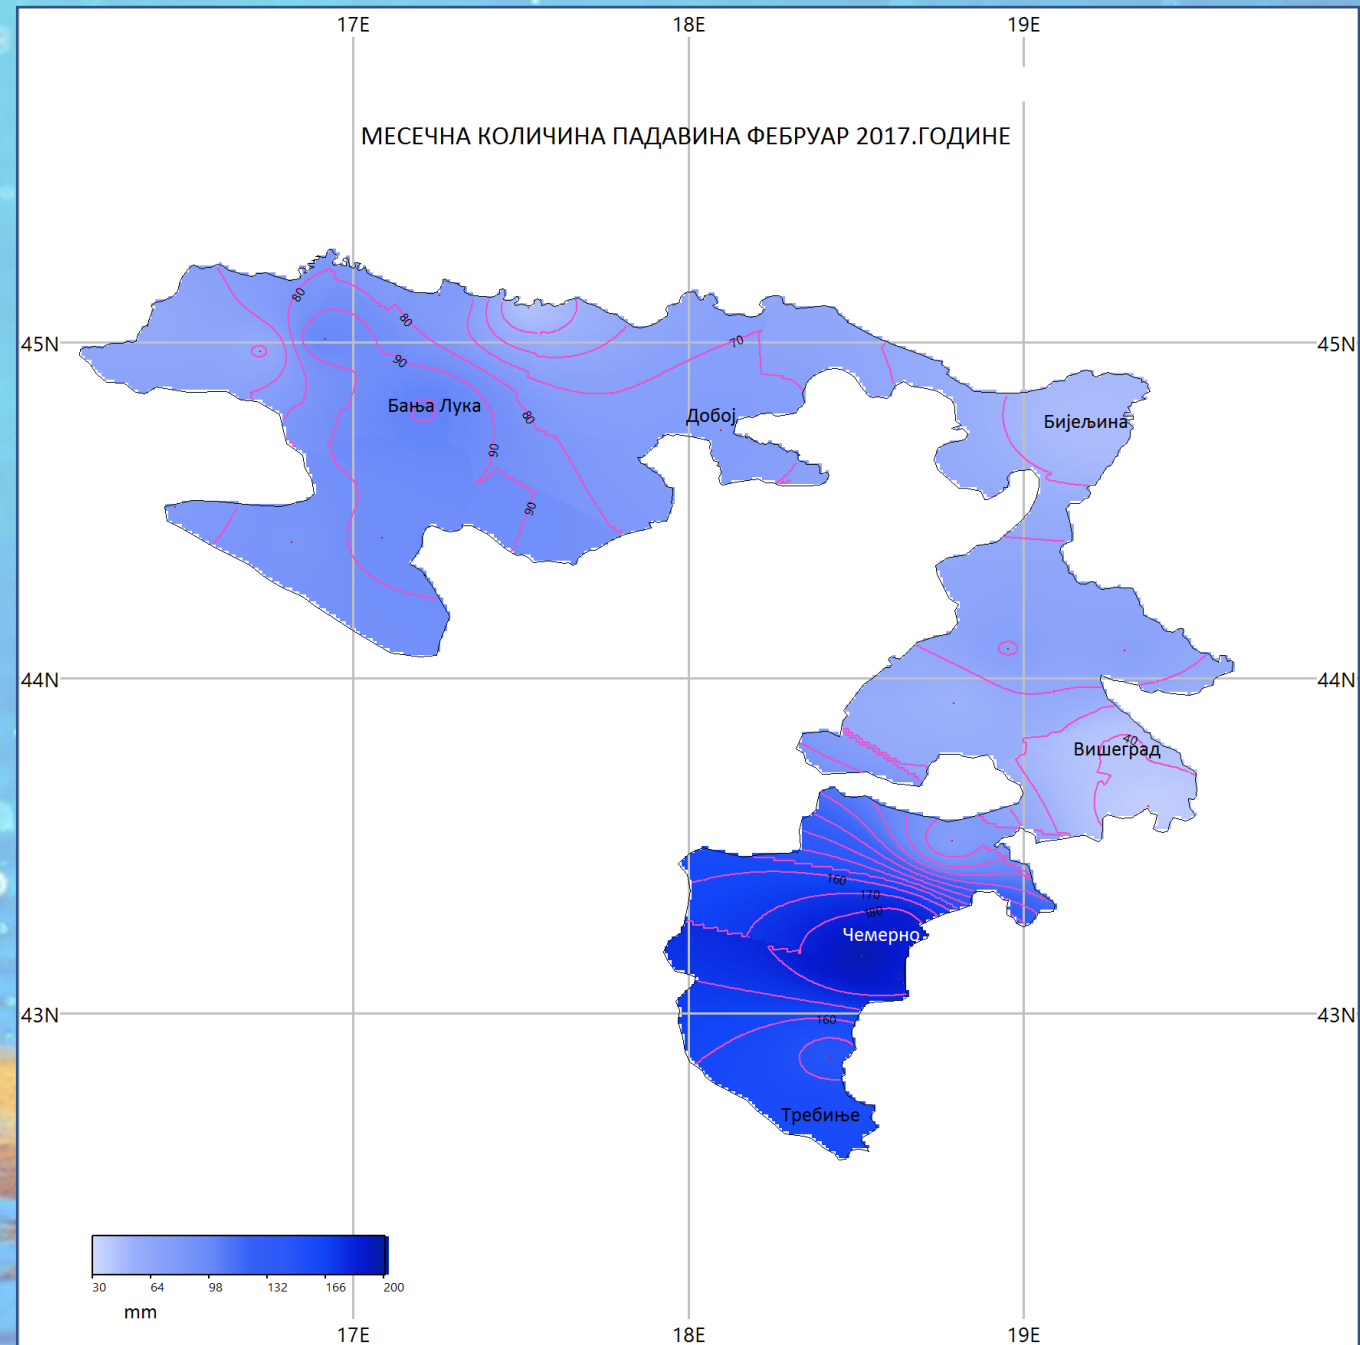 17E 18E 19E
МЕСЕЧНА КОЛИЧИНА ПАДАВИНА ФЕБРУАР 2017.ГОДИНЕ
80
80
45N 70 45N
90
Бања Лука 80 Добој Бијељина
90
90
44N 44N
40
Вишеград
160
170
180
Чемерно
43N 160 43N
Требиње
30 64 98 132 166 200
mm
17E 18E 19E